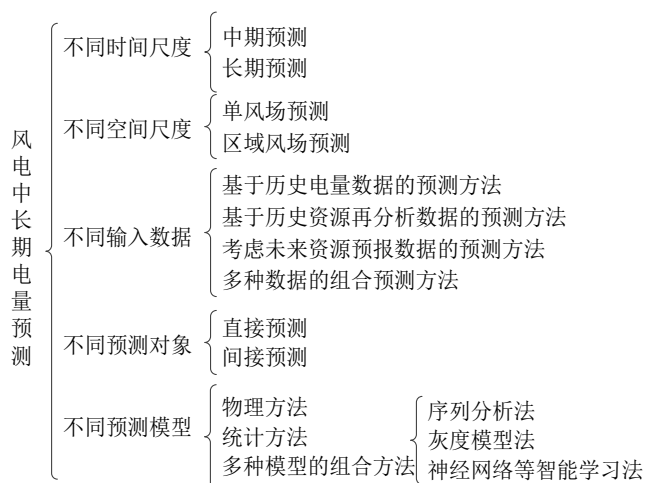 风电中长期电量预测
不同时间尺度
中期预测
长期预测
不同空间尺度
单风场预测
区域风场预测
不同输入数据
基于历史电量数据的预测方法
基于历史资源再分析数据的预测方法
考虑未来资源预报数据的预测方法
多种数据的组合预测方法
不同预测对象
直接预测
间接预测
不同预测模型
物理方法
统计方法
多种模型的组合方法
序列分析法
灰度模型法
神经网络等智能学习法